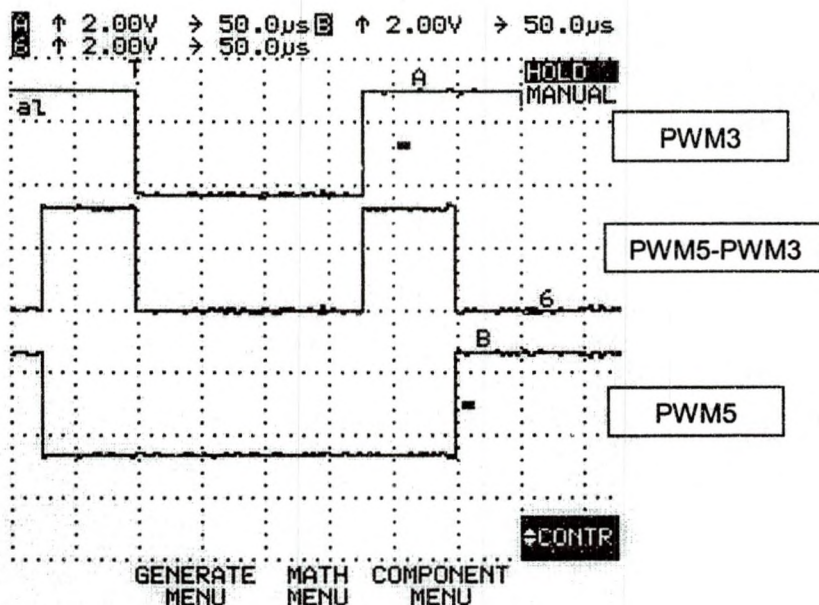 A ↑ 2.00V → 50.0µs B ↑ 2.00V → 50.0µs
6 ↑ 2.00V → 50.0µs
T
A
HOLD
MANUAL
a1
PWM3
PWM5-PWM3
6
B
PWM5
CONTR
GENERATE MENU
MATH MENU
COMPONENT MENU